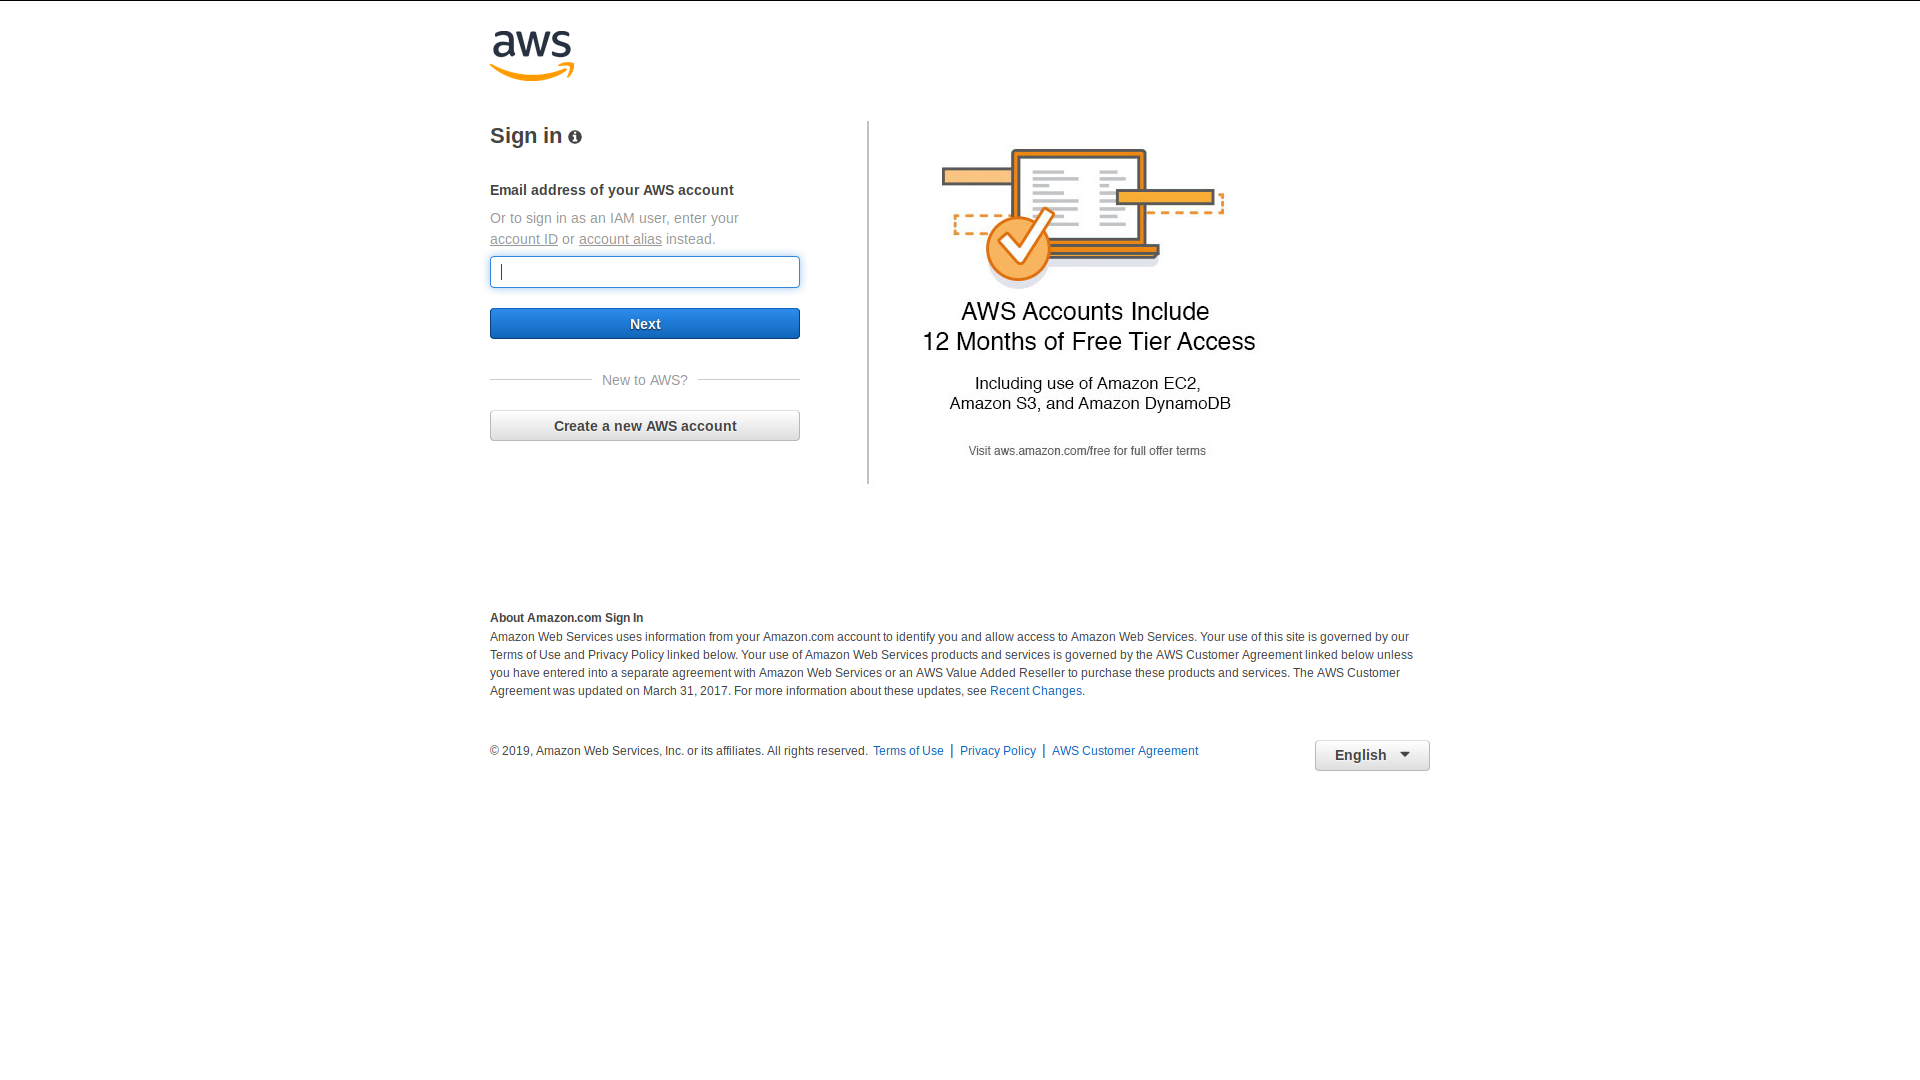 aws
Sign in
Email address of your AWS account
Or to sign in as an IAM user, enter your
account ID or account alias instead.
Next
New to AWS?
Create a new AWS account
AWS Accounts Include
12 Months of Free Tier Access
Including use of Amazon EC2,
Amazon S3, and Amazon DynamoDB
Visit aws.amazon.com/free for full offer terms
About Amazon.com Sign In
Amazon Web Services uses information from your Amazon.com account to identify you and allow access to Amazon Web Services. Your use of this site is governed by our
Terms of Use and Privacy Policy linked below. Your use of Amazon Web Services products and services is governed by the AWS Customer Agreement linked below unless
you have entered into a separate agreement with Amazon Web Services or an AWS Value Added Reseller to purchase these products and services. The AWS Customer
Agreement was updated on March 31, 2017. For more information about these updates, see Recent Changes.
© 2019, Amazon Web Services, Inc. or its affiliates. All rights reserved. Terms of Use | Privacy Policy | AWS Customer Agreement
English